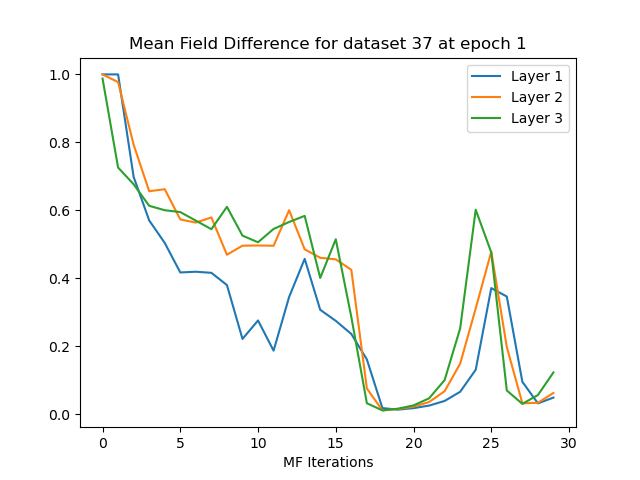 Mean Field Difference for dataset 37 at epoch 1
Layer 1
Layer 2
Layer 3
1.0
0.8
0.6
0.4
0.2
0.0
0 5 10 15 20 25 30
MF Iterations